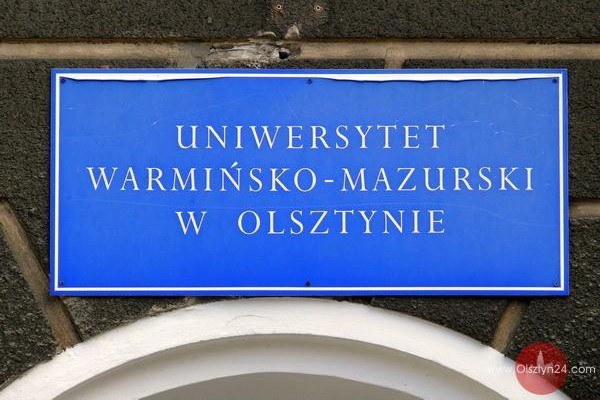 UNIWERSYTET
WARMIŃSKO-MAZURSKI
W OLSZTYNIE
www.Olsztyn24.com